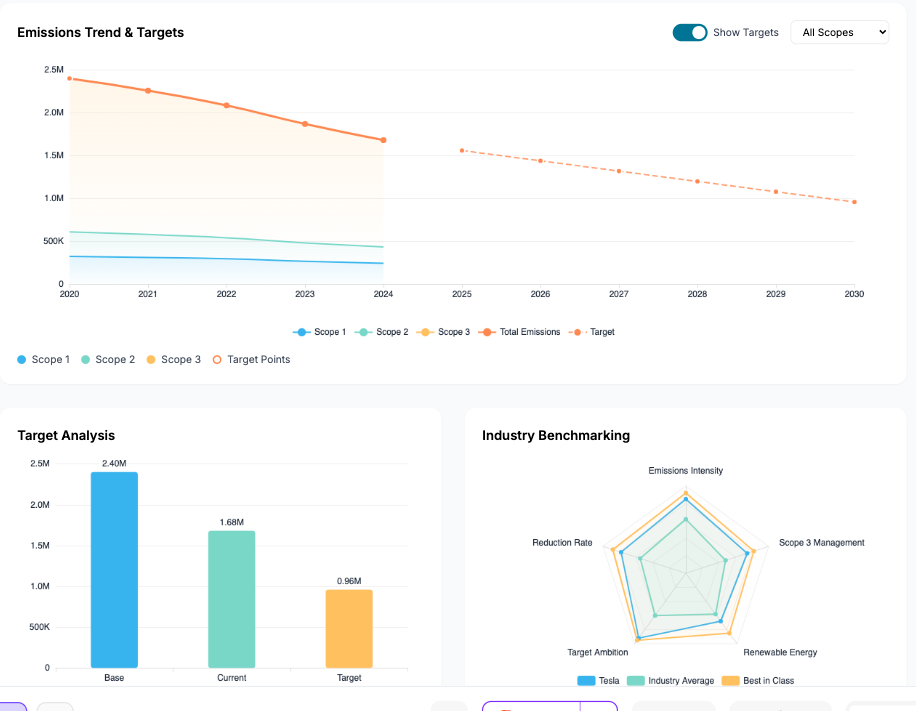 Emissions Trend & Targets
Show Targets
All Scopes
2.5M
2.0M
1.5M
1.0M
500K
0
2020 2021 2022 2023 2024 2025 2026 2027 2028 2029 2030
Scope 1 Scope 2 Scope 3 Total Emissions Target
Scope 1 Scope 2 Scope 3 Target Points
Target Analysis
2.5M
2.0M
1.5M
1.0M
500K
0
2.40M
1.68M
0.96M
Base Current Target
Industry Benchmarking
Emissions Intensity
Reduction Rate
Scope 3 Management
Target Ambition
Renewable Energy
Tesla Industry Average Best in Class